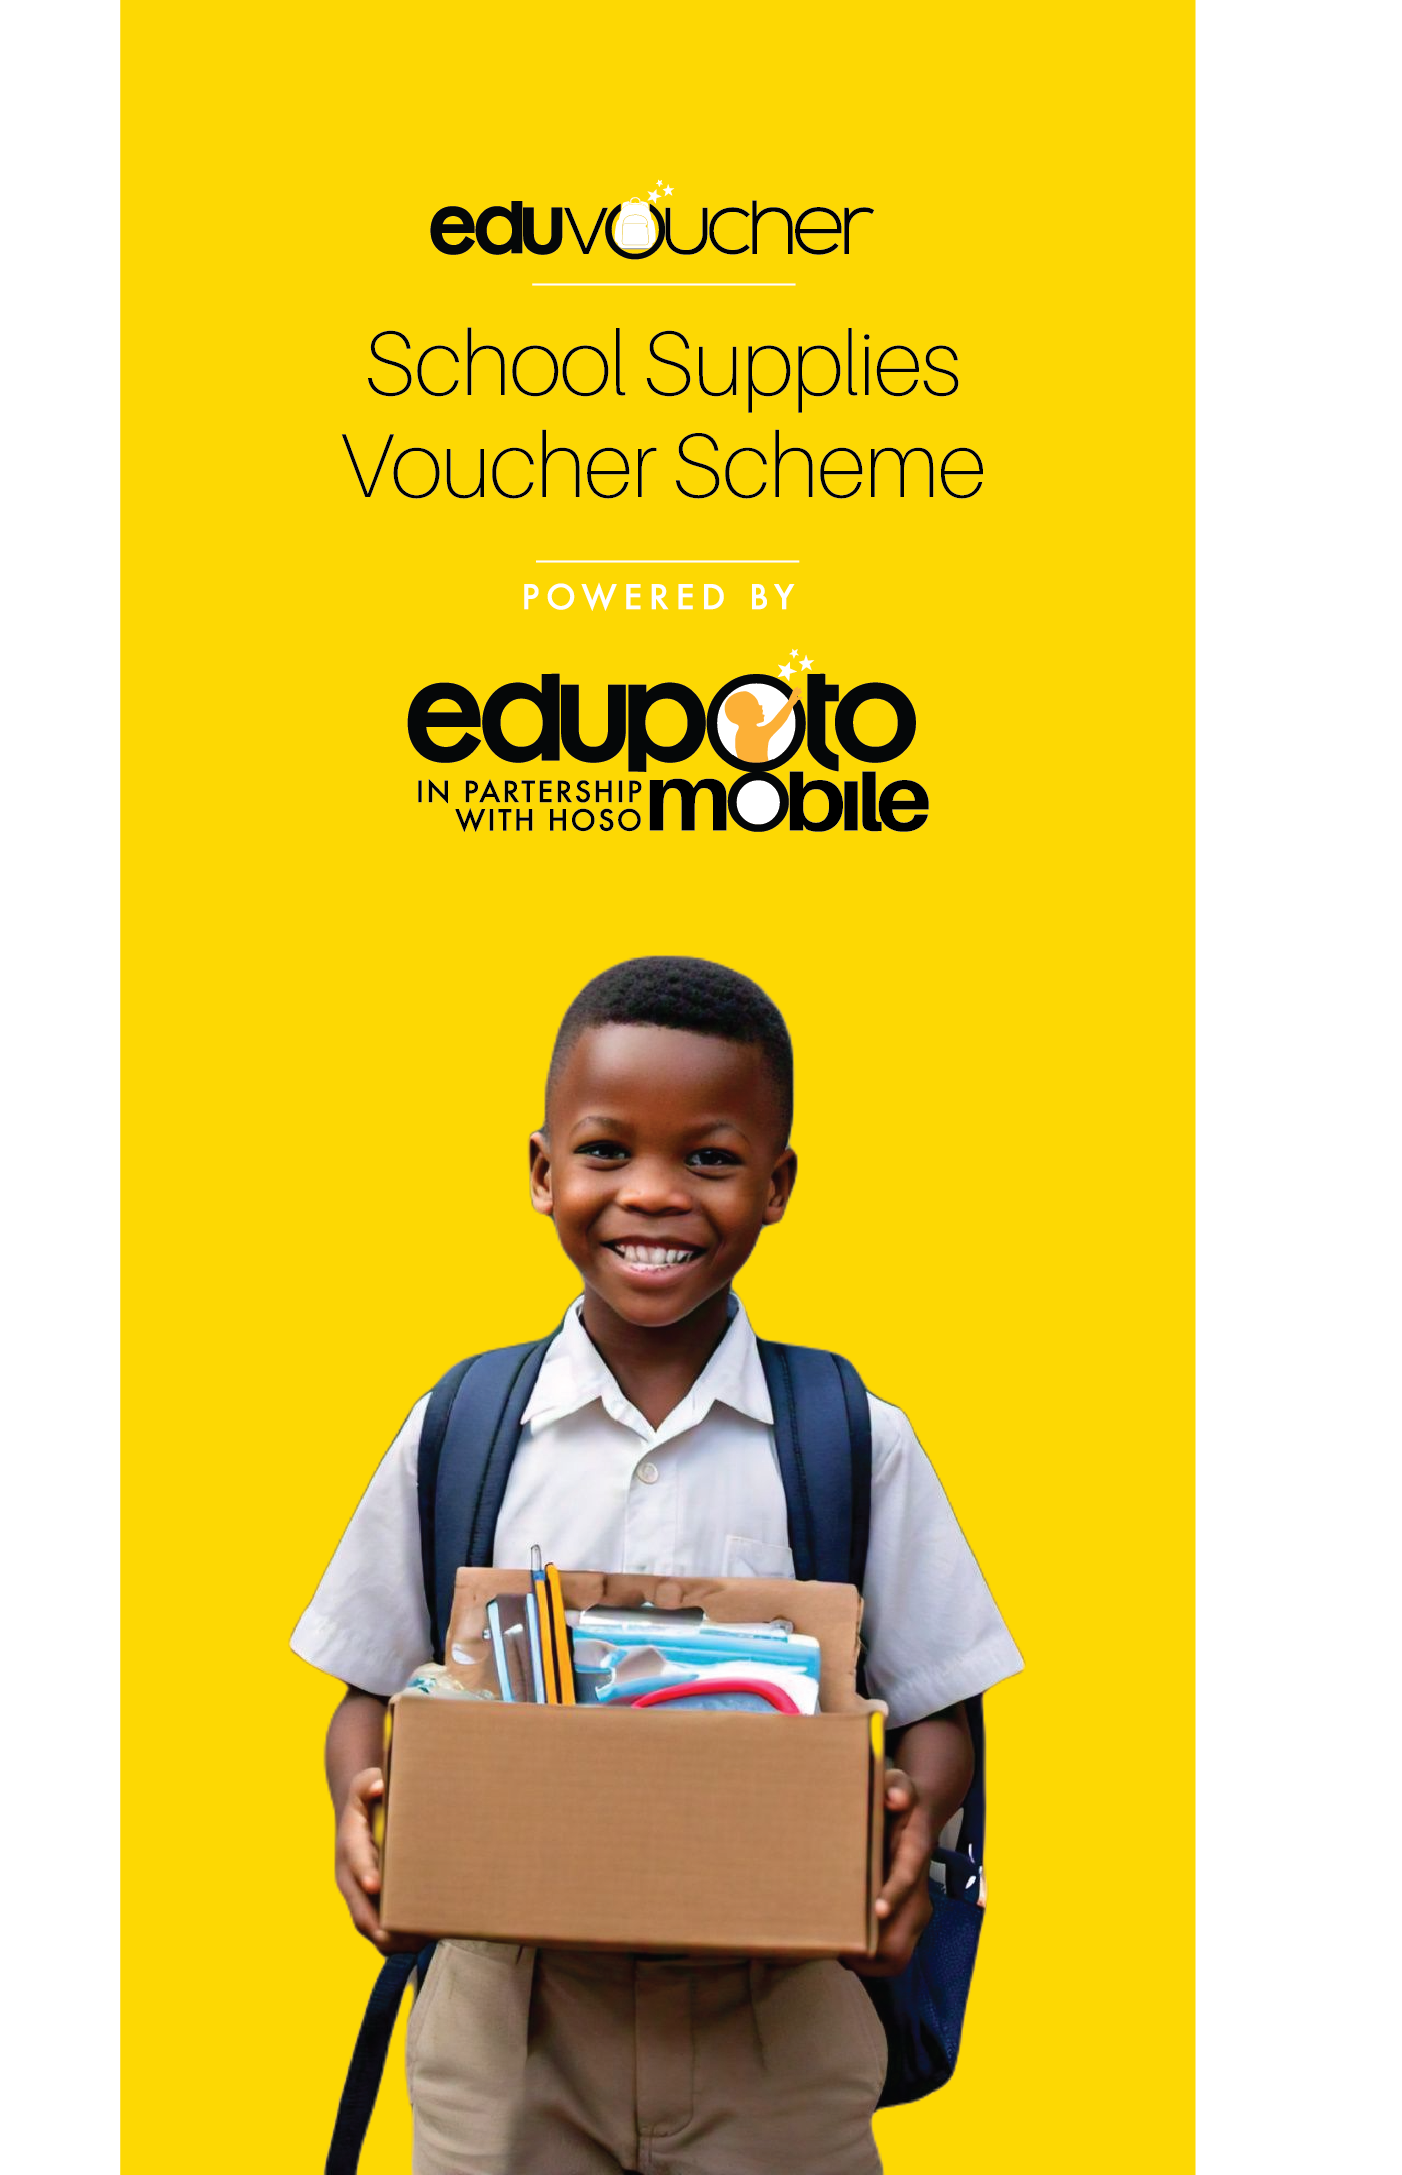 eduvoucher
School Supplies
Voucher Scheme
POWERED BY
edupoto
IN PARTERSHIP
WITH HOSO mobile